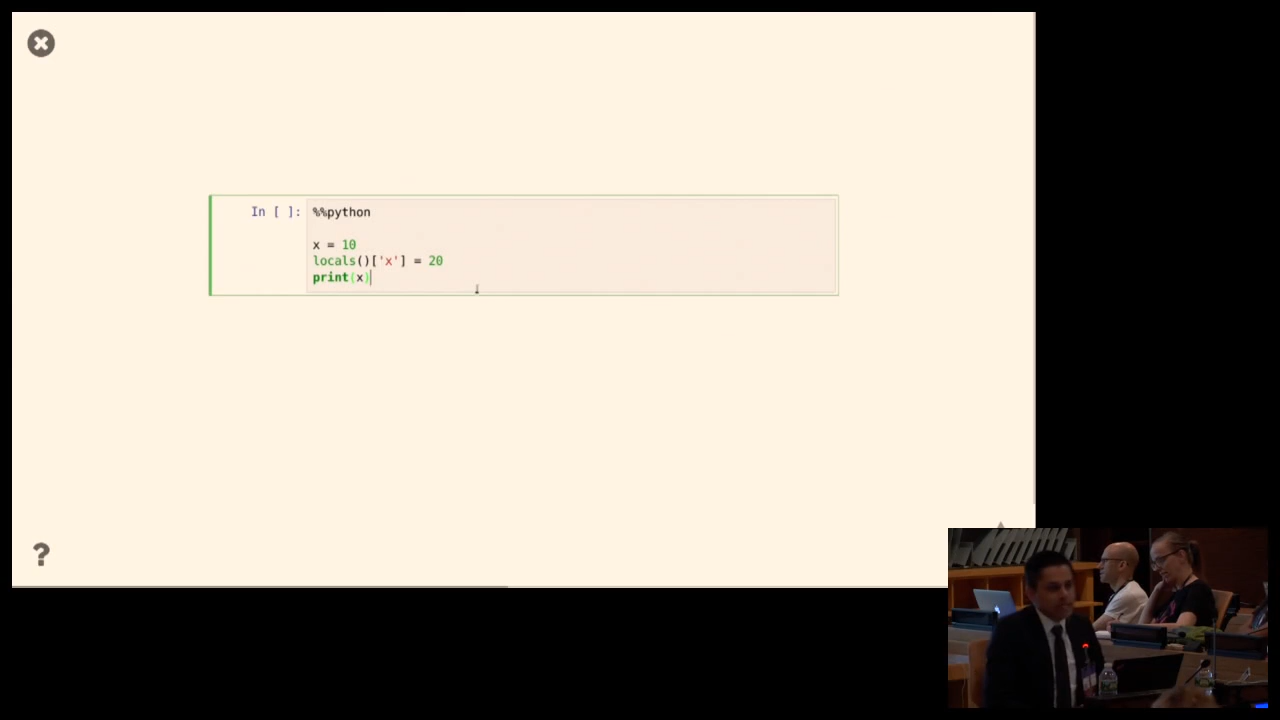 In [ ]: %%python
x = 10
locals()['x'] = 20
print(x)
?